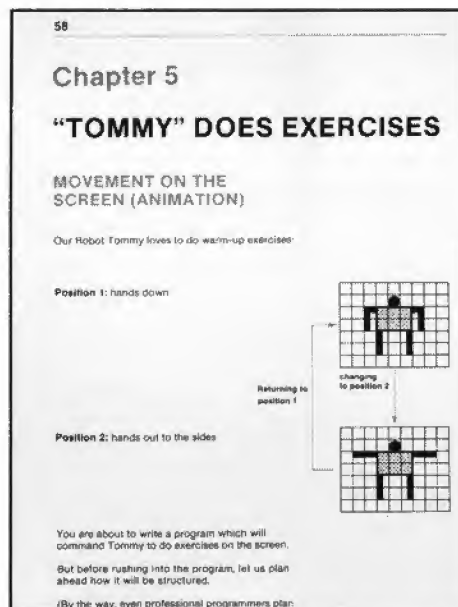 58
Chapter 5
"TOMMY" DOES EXERCISES
MOVEMENT ON THE
SCREEN (ANIMATION)
Our Robot Tommy loves to do warm-up exercises:
Position 1: hands down
changing
to position 2
Returning to
position 1
Position 2: hands out to the sides
You are about to write a program which will
command Tommy to do exercises on the screen.
But before rushing into the program, let us plan
ahead how it will be structured.
(By the way, even professional programmers plan